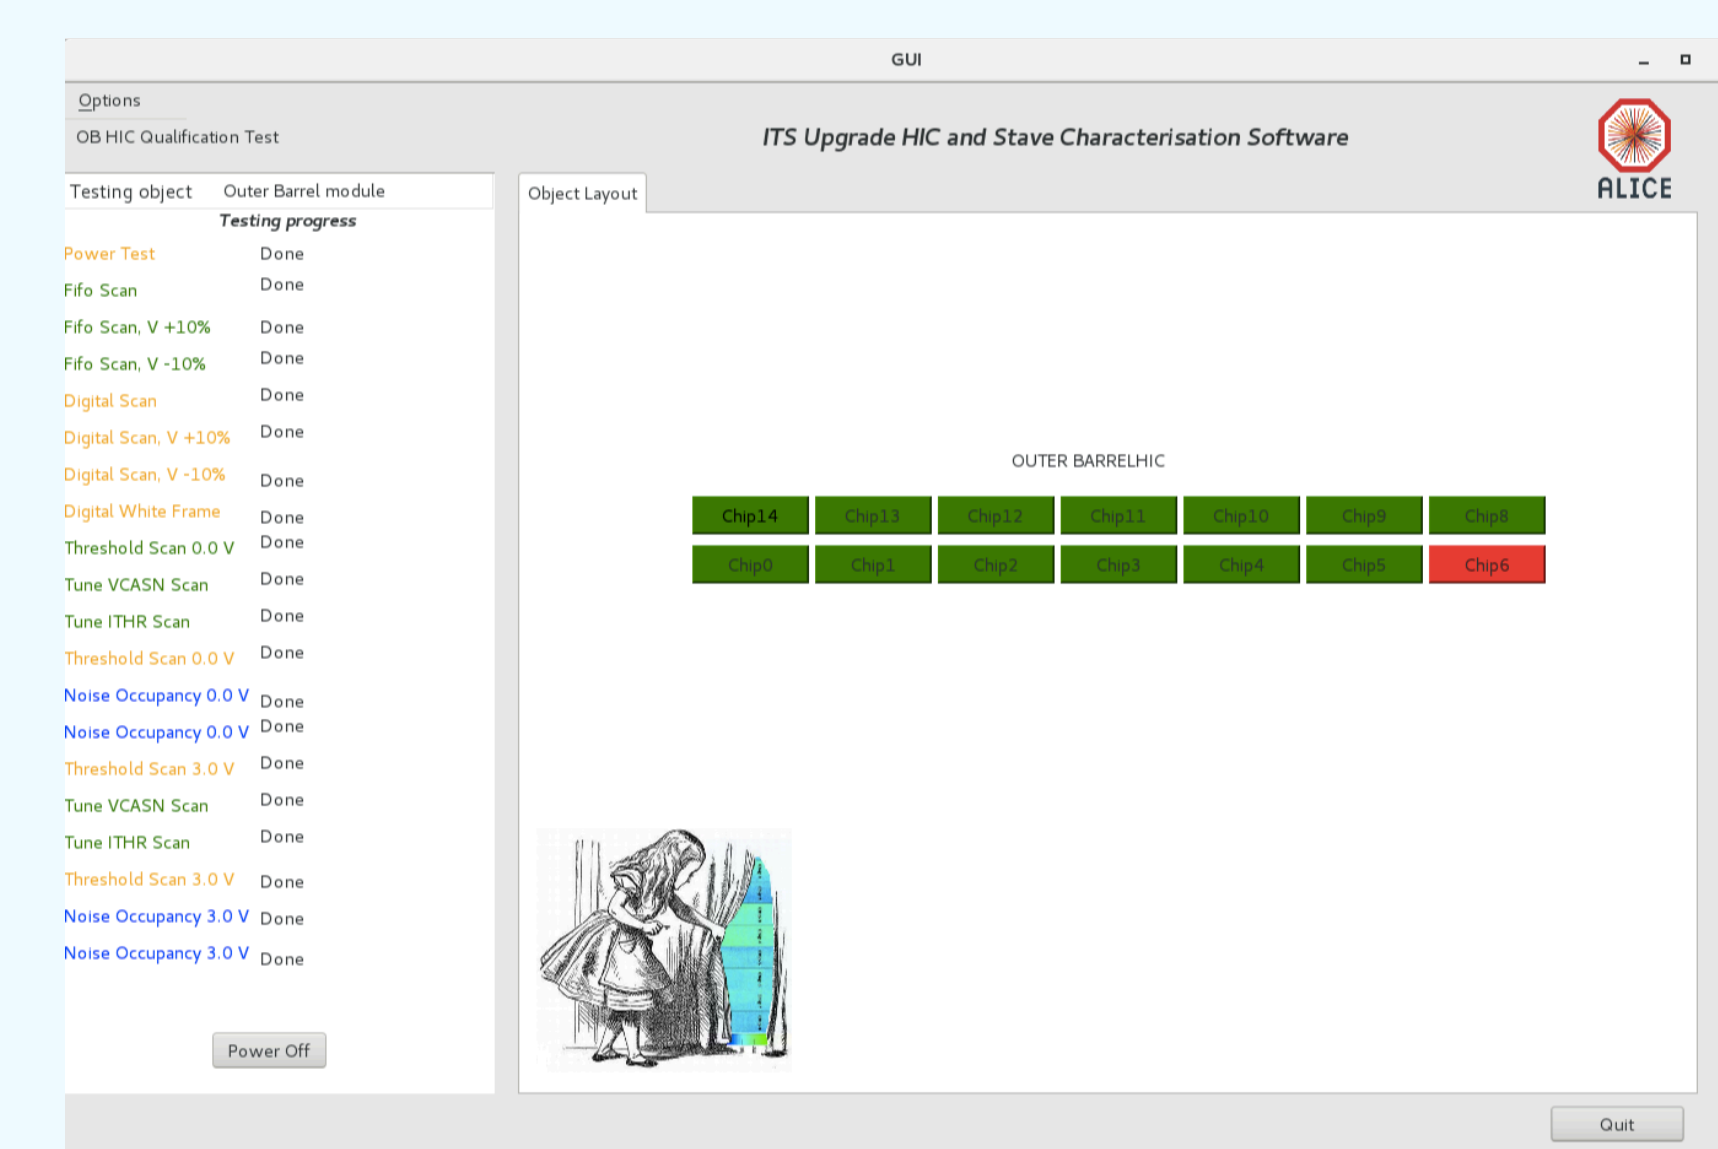 GUI
Options
OB HIC Qualification Test
ITS Upgrade HIC and Stave Characterisation Software
ALICE
Testing object Outer Barrel module
Testing progress
Power Test Done
Fifo Scan Done
Fifo Scan, V +10% Done
Fifo Scan, V -10% Done
Digital Scan Done
Digital Scan, V +10% Done
Digital Scan, V -10% Done
Digital White Frame Done
Threshold Scan 0.0 V Done
Tune VCASN Scan Done
Tune ITHR Scan Done
Threshold Scan 0.0 V Done
Noise Occupancy 0.0 V Done
Noise Occupancy 0.0 V Done
Threshold Scan 3.0 V Done
Tune VCASN Scan Done
Tune ITHR Scan Done
Threshold Scan 3.0 V Done
Noise Occupancy 3.0 V Done
Noise Occupancy 3.0 V Done
Power Off
Object Layout
OUTER BARRELHIC
Chip14 Chip13 Chip12 Chip11 Chip10 Chip9 Chip8
Chip0 Chip1 Chip2 Chip3 Chip4 Chip5 Chip6
Quit